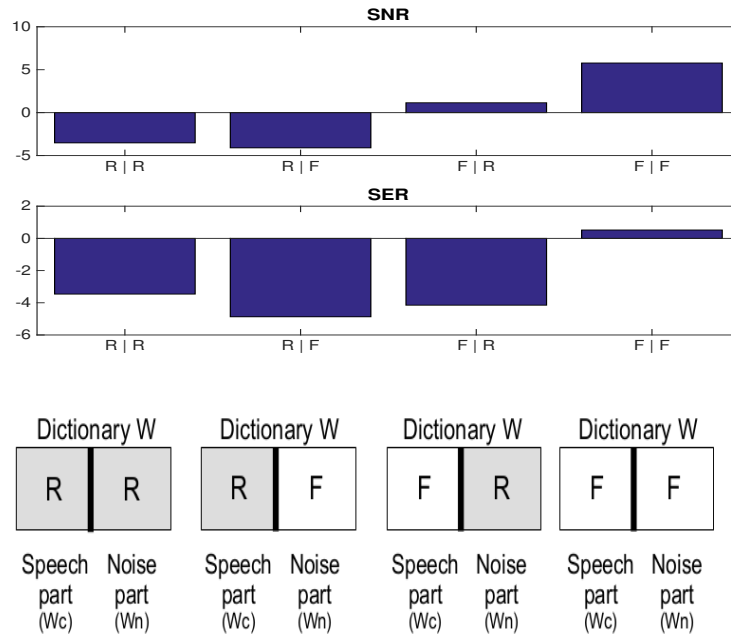 SNR
10
5
0
-5
R | R R | F F | R F | F
SER
2
0
-2
-4
-6
R | R R | F F | R F | F
Dictionary W Dictionary W Dictionary W Dictionary W
R R R F F R F F
Speech Noise Speech Noise Speech Noise Speech Noise
part part part part part part part part
(Wc) (Wn) (Wc) (Wn) (Wc) (Wn) (Wc) (Wn)